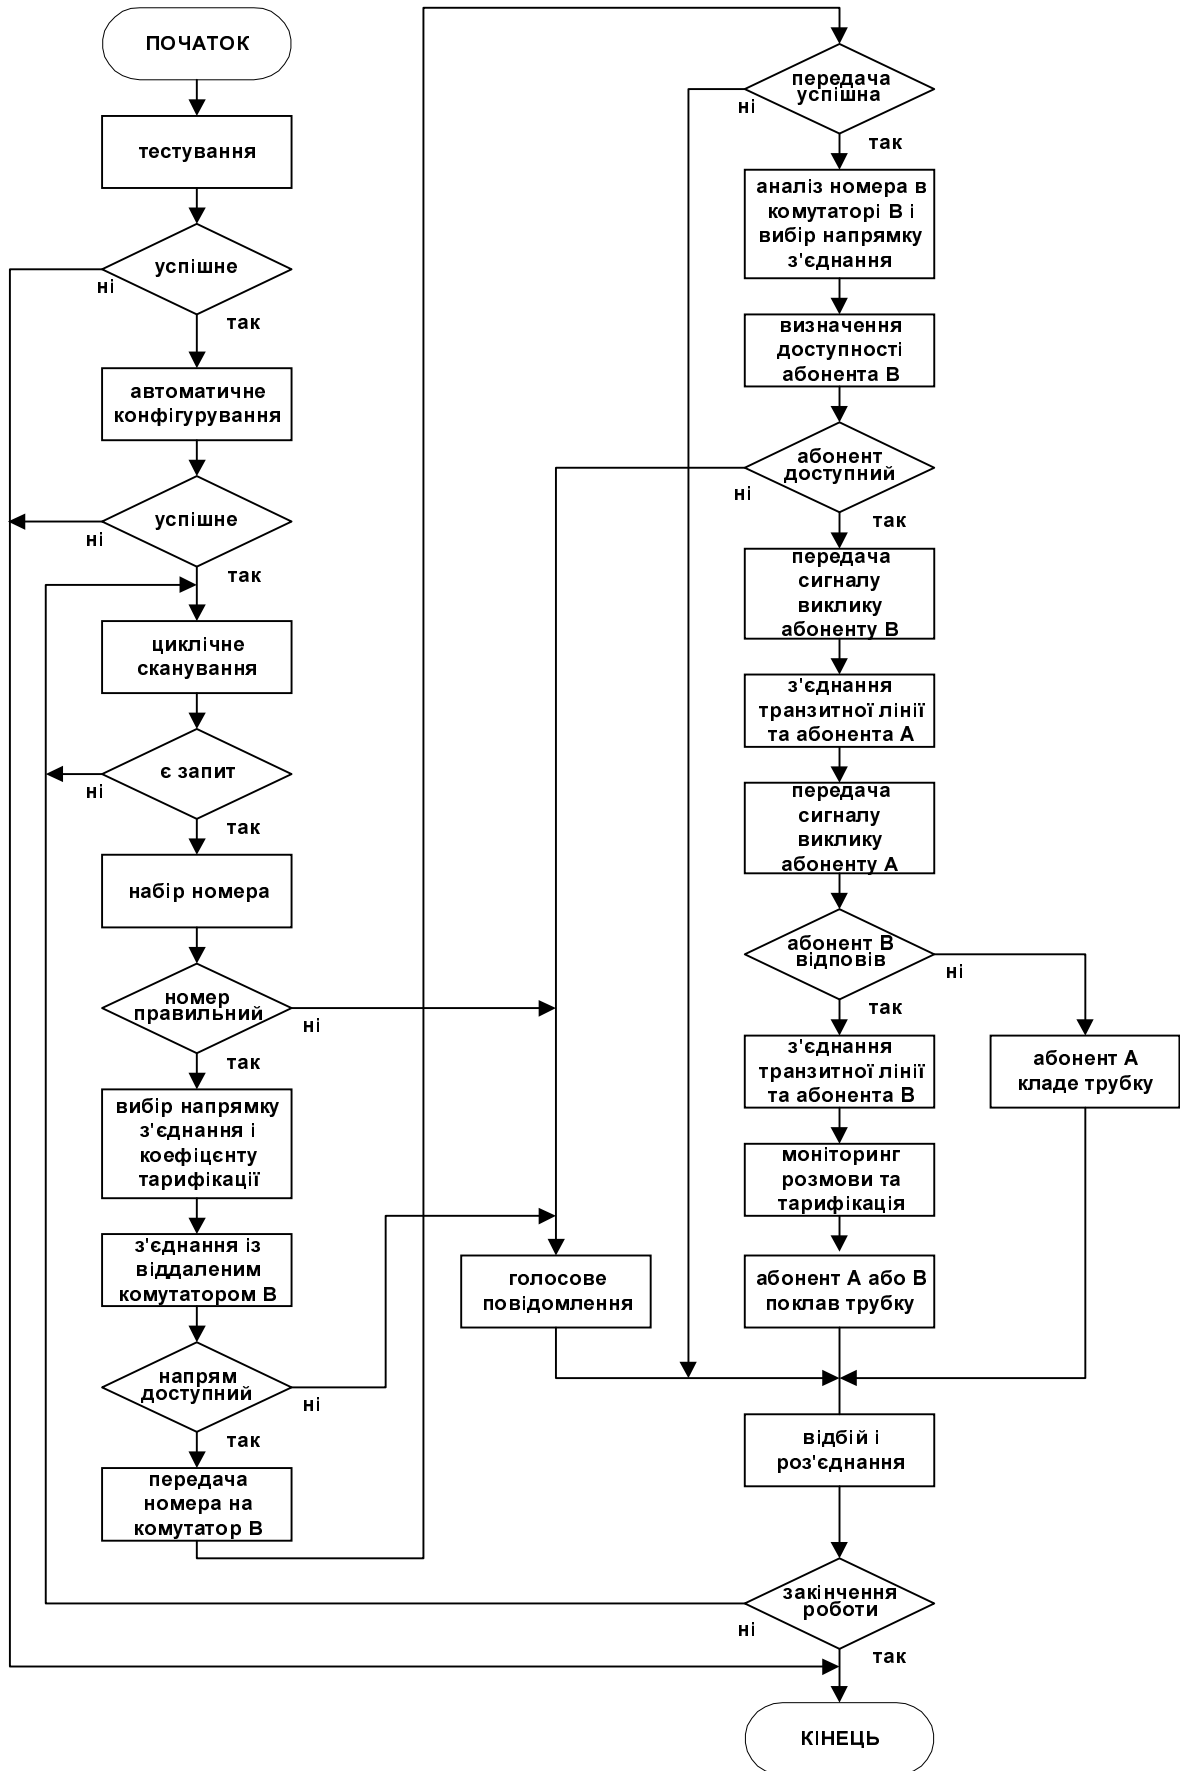 ПОЧАТОК
тестування
успішне
ні
так
автоматичне
конфігурування
успішне
ні
так
циклічне
сканування
є запит
ні
так
набір номера
номер
правильний
ні
так
вибір напрямку
з'єднання і
коефіцєнту
тарифікації
з'єднання із
віддаленим
комутатором В
напрям
доступний
ні
так
передача
номера на
комутатор В
голосове
повідомлення
передача
успішна
ні
так
аналіз номера в
комутаторі В і
вибір напрямку
з'єднання
визначення
доступності
абонента В
абонент
доступний
ні
так
передача
сигналу
виклику
абоненту В
з'єднання
транзитної лінії
та абонента А
передача
сигналу
виклику
абоненту А
абонент В
відповів
ні
так
з'єднання
транзитної лінії
та абонента В
абонент А
кладе трубку
моніторинг
розмови та
тарифікація
абонент А або В
поклав трубку
відбій і
роз'єднання
закінчення
роботи
ні
так
КІНЕЦЬ